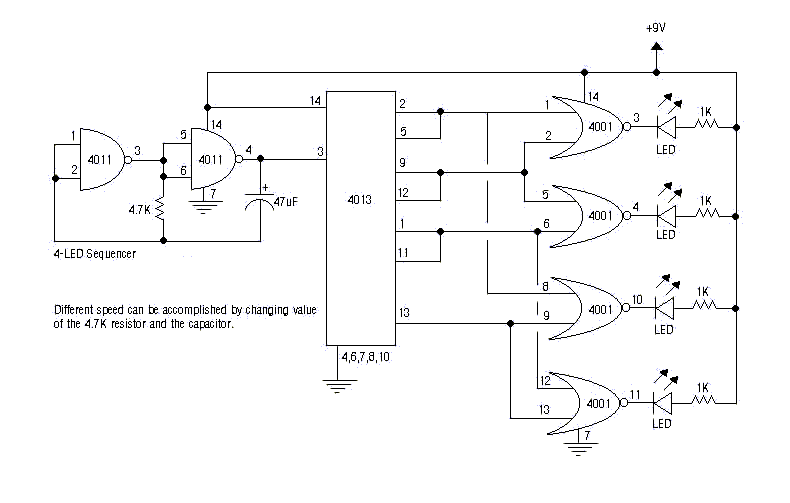 +9V
14
14
2
1
14
4001
3
LED
1K
5
2
1
2
4011
3
5
6
14
4011
4
7
3
9
5
4.7K
+
47uF
4013
12
4001
4
LED
1K
1
6
11
4-LED Sequencer
8
4001
10
LED
1K
Different speed can be accomplished by changing value
of the 4.7K resistor and the capacitor.
13
9
4,6,7,8,10
12
4001
11
LED
1K
13
7